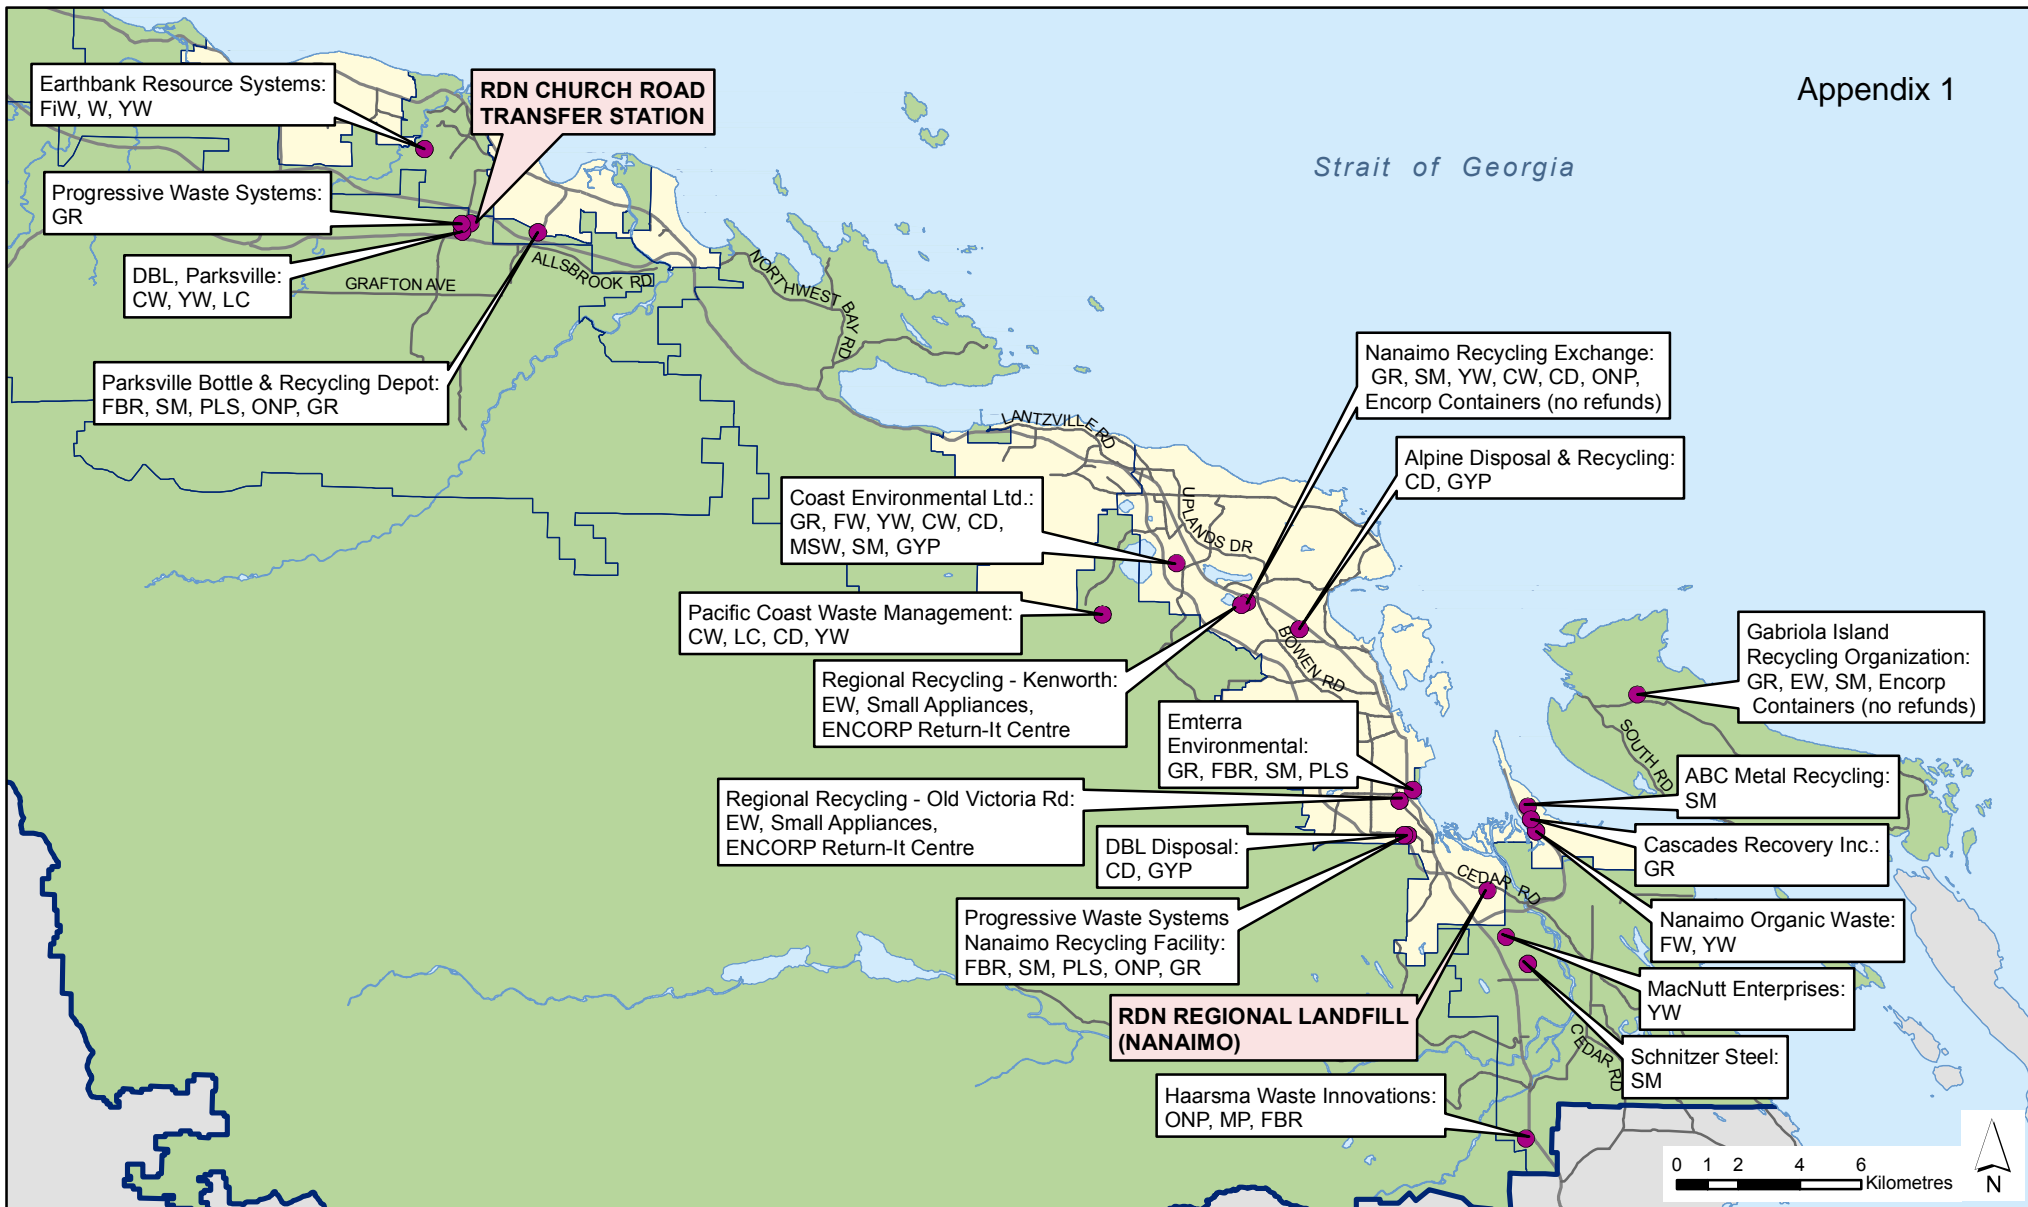 Appendix 1
Earthbank Resource Systems:
FiW, W, YW
RDN CHURCH ROAD
TRANSFER STATION
Strait of Georgia
Progressive Waste Systems:
GR
DBL, Parksville:
CW, YW, LC
GRAFTON AVE
ALLSBROOK RD
NORTHWEST BAY RD
Parksville Bottle & Recycling Depot:
FBR, SM, PLS, ONP, GR
Nanaimo Recycling Exchange:
GR, SM, YW, CW, CD, ONP,
Encorp Containers (no refunds)
LANTZVILLE RD
Alpine Disposal & Recycling:
CD, GYP
Coast Environmental Ltd.:
GR, FW, YW, CW, CD,
MSW, SM, GYP
UPLANDS DR
Pacific Coast Waste Management:
CW, LC, CD, YW
BOWEN RD
Regional Recycling - Kenworth:
EW, Small Appliances,
ENCORP Return-It Centre
Gabriola Island
Recycling Organization:
GR, EW, SM, Encorp
Containers (no refunds)
SOUTH RD
Emterra
Environmental:
GR, FBR, SM, PLS
ABC Metal Recycling:
SM
Regional Recycling - Old Victoria Rd:
EW, Small Appliances,
ENCORP Return-It Centre
DBL Disposal:
CD, GYP
Cascades Recovery Inc.:
GR
CEDAR RD
Progressive Waste Systems
Nanaimo Recycling Facility:
FBR, SM, PLS, ONP, GR
Nanaimo Organic Waste:
FW, YW
MacNutt Enterprises:
YW
RDN REGIONAL LANDFILL
(NANAIMO)
CEDAR RD
Schnitzer Steel:
SM
Haarsma Waste Innovations:
ONP, MP, FBR
0 1 2 4 6
Kilometres
N